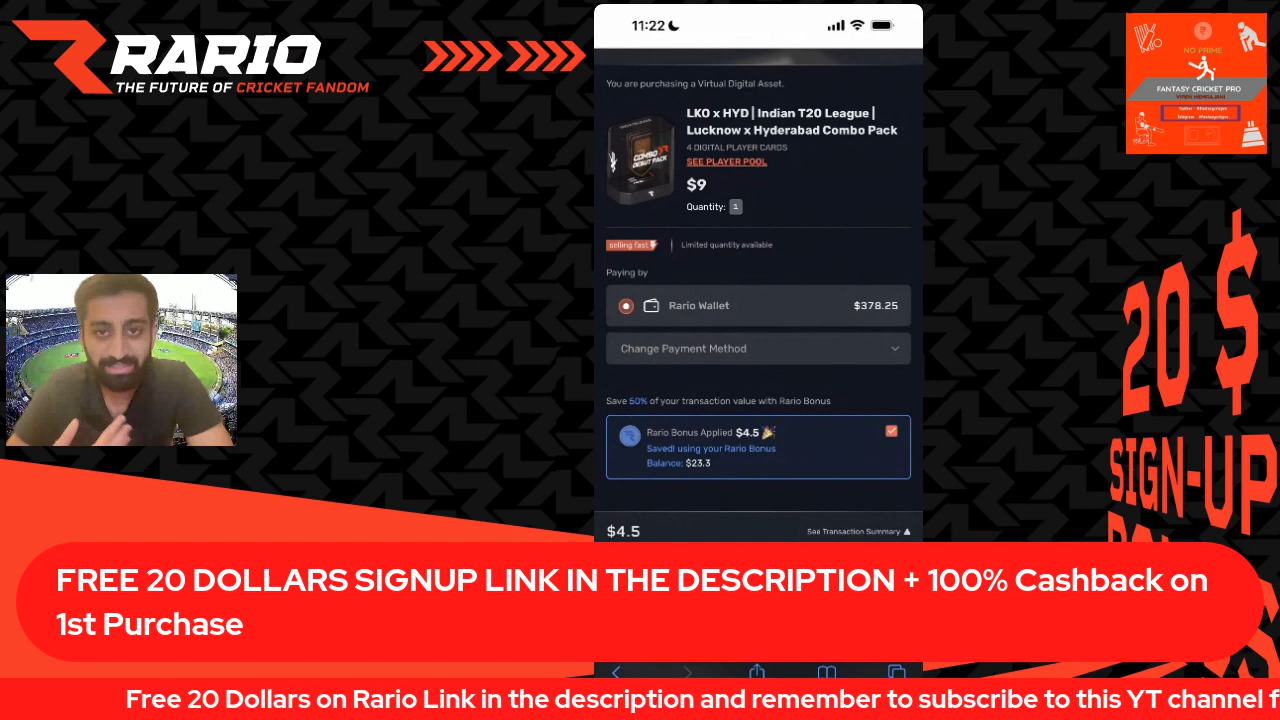 RARIO
THE FUTURE OF CRICKET FANDOM
11:22
You are purchasing a Virtual Digital Asset.
LKO x HYD | Indian T20 League |
Lucknow x Hyderabad Combo Pack
4 DIGITAL PLAYER CARDS
SEE PLAYER POOL
$9
Quantity: 1
COMBO
DEBUT PACK
selling fast
Limited quantity available
Paying by
Rario Wallet
$378.25
Change Payment Method
Save 50% of your transaction value with Rario Bonus
Rario Bonus Applied $4.5
Saved! using your Rario Bonus
Balance: $23.3
$4.5
See Transaction Summary
NO PRIME
FANTASY CRICKET PRO
VIREN HEMRAJANI
20 $
SIGN-UP
FREE 20 DOLLARS SIGNUP LINK IN THE DESCRIPTION + 100% Cashback on
1st Purchase
Free 20 Dollars on Rario Link in the description and remember to subscribe to this YT channel f